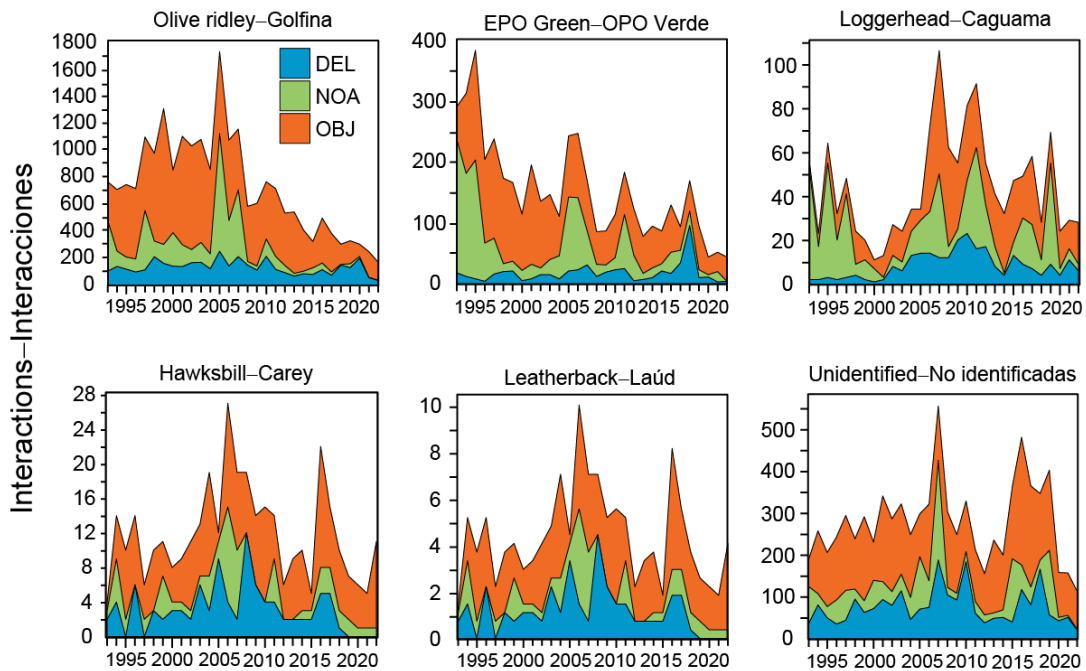 Olive ridley–Golfina
EPO Green–OPO Verde
Loggerhead–Caguama
Interactions–Interacciones
1800
1600
1400
1200
1000
800
600
400
200
0
DEL
NOA
OBJ
1995 2000 2005 2010 2015 2020
400
300
200
100
0
1995 2000 2005 2010 2015 2020
100
80
60
40
20
0
1995 2000 2005 2010 2015 2020
Hawksbill–Carey
Leatherback–Laúd
Unidentified–No identificadas
28
24
20
16
12
8
4
0
1995 2000 2005 2010 2015 2020
10
8
6
4
2
0
1995 2000 2005 2010 2015 2020
500
400
300
200
100
0
1995 2000 2005 2010 2015 2020